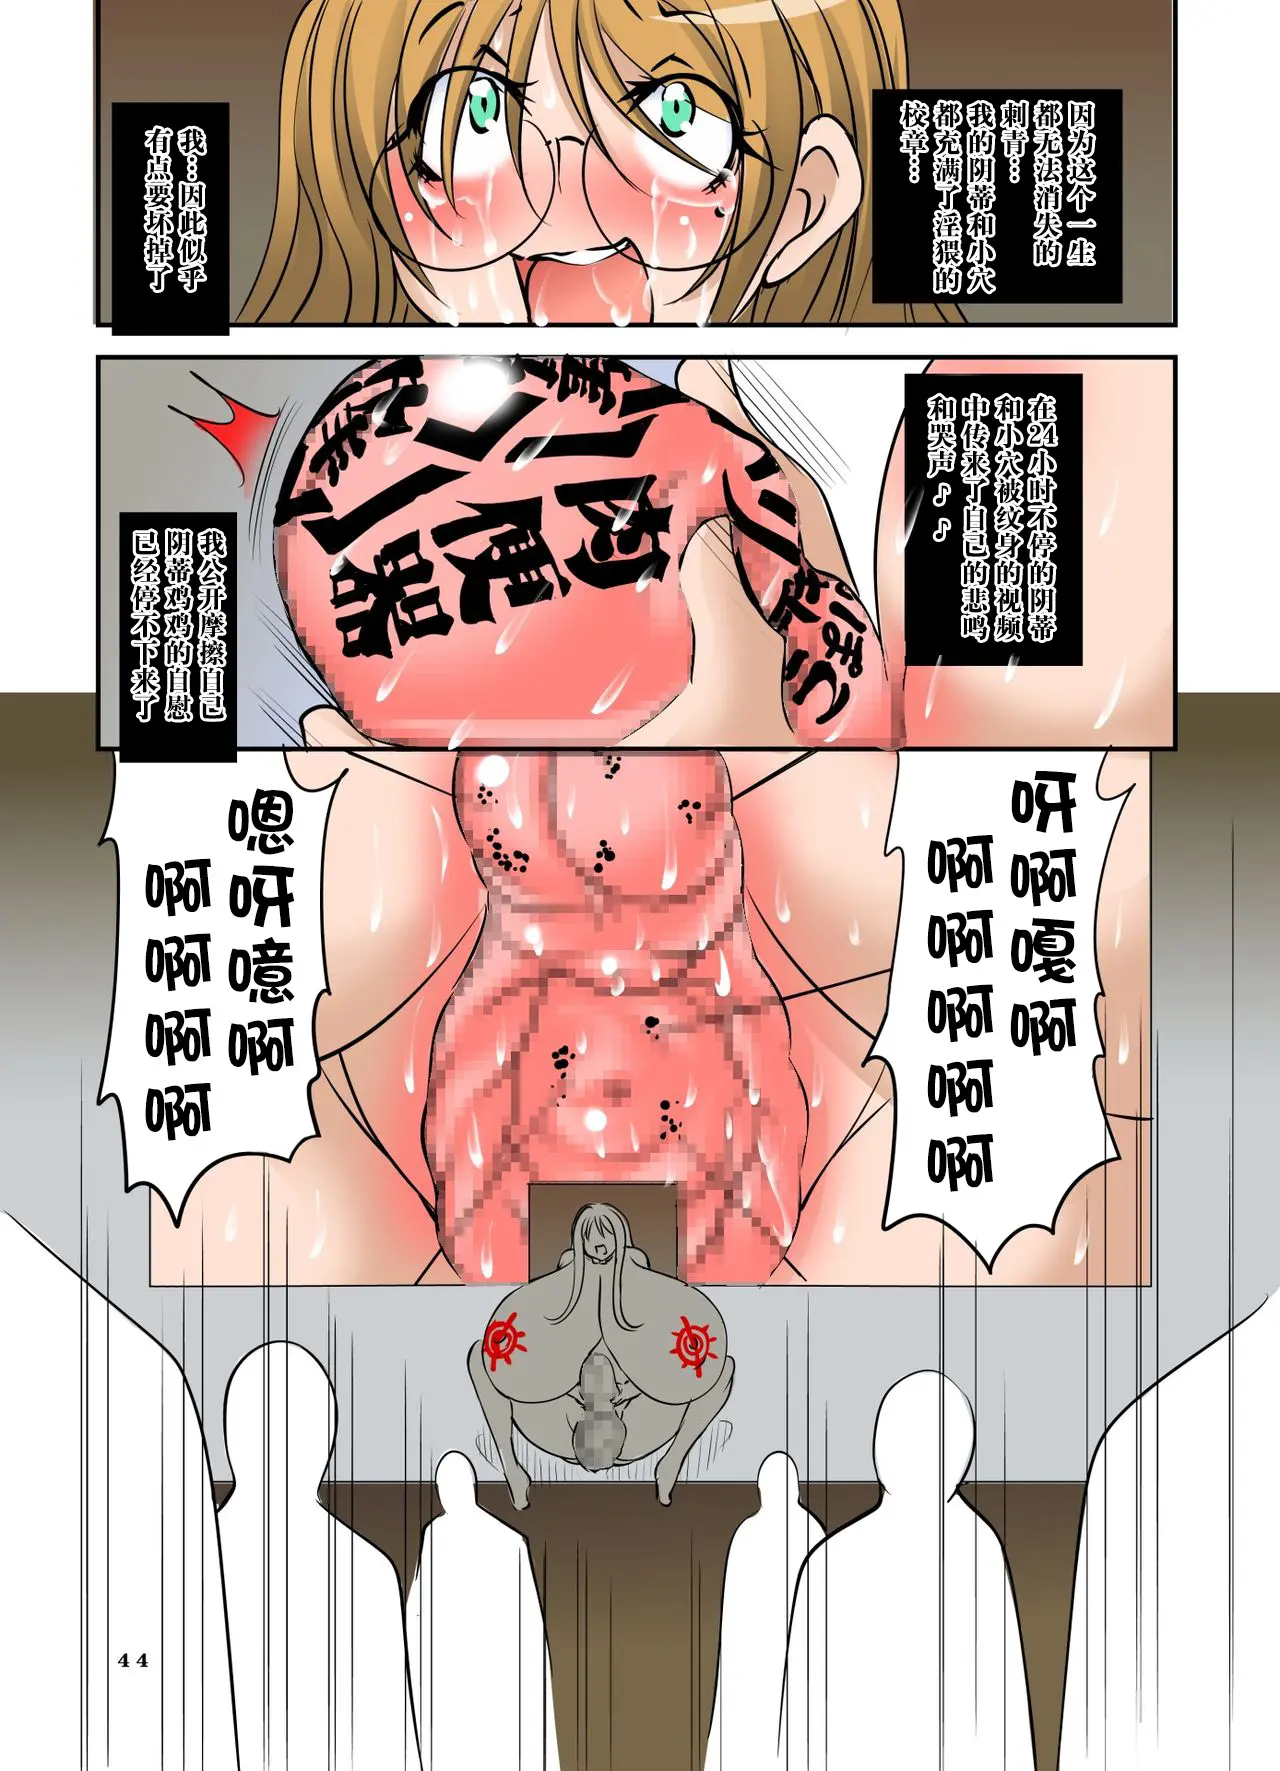 因为这个一生
都无法消失的
刺青…
我的阴蒂和小穴
都充满了淫猥的
校章…
我…因此似乎
有点要坏掉了
在24小时不停的阴蒂
和小穴被纹身的视频
中传来了自己的悲鸣
和哭声♪♪
肉
便
器
我公开摩擦自己
阴蒂鸡鸡的自慰
已经停不下来了
呀啊嘎啊
啊啊啊啊啊
嗯呀噫啊
啊啊啊啊
44